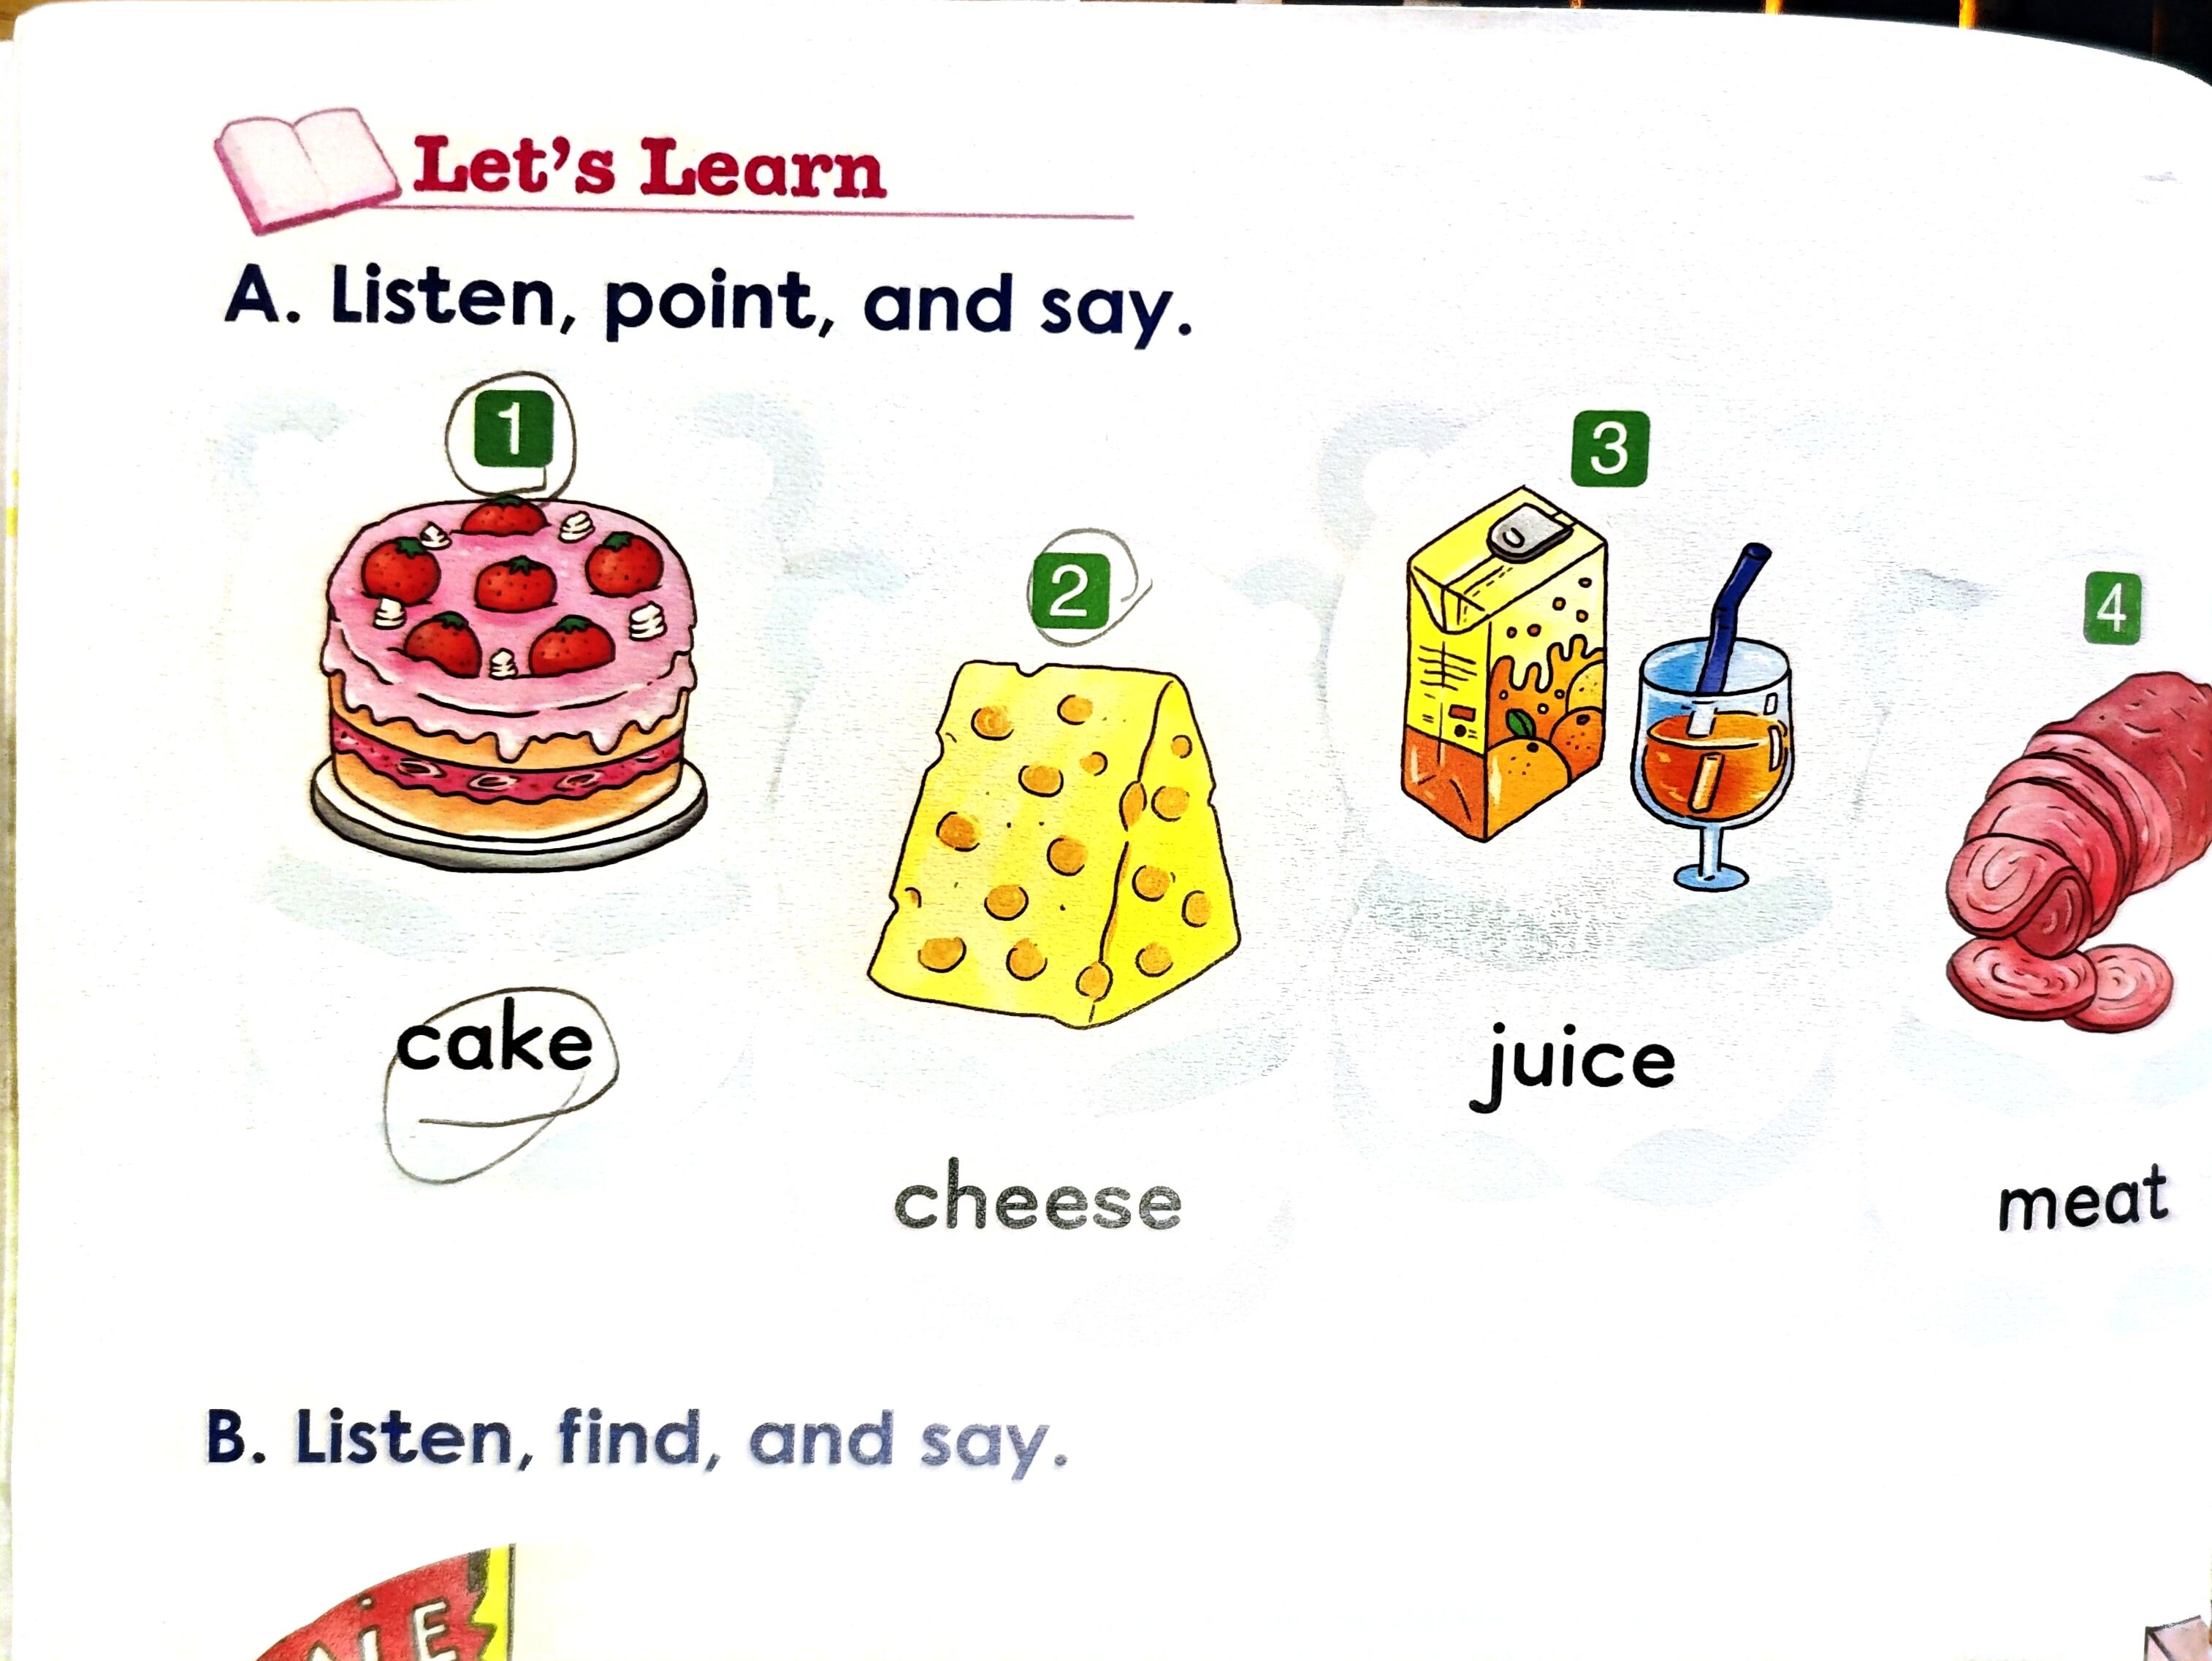 Let's Learn
A. Listen, point, and say.
1
2
3
4
cake
cheese
juice
meat
B. Listen, find, and say.